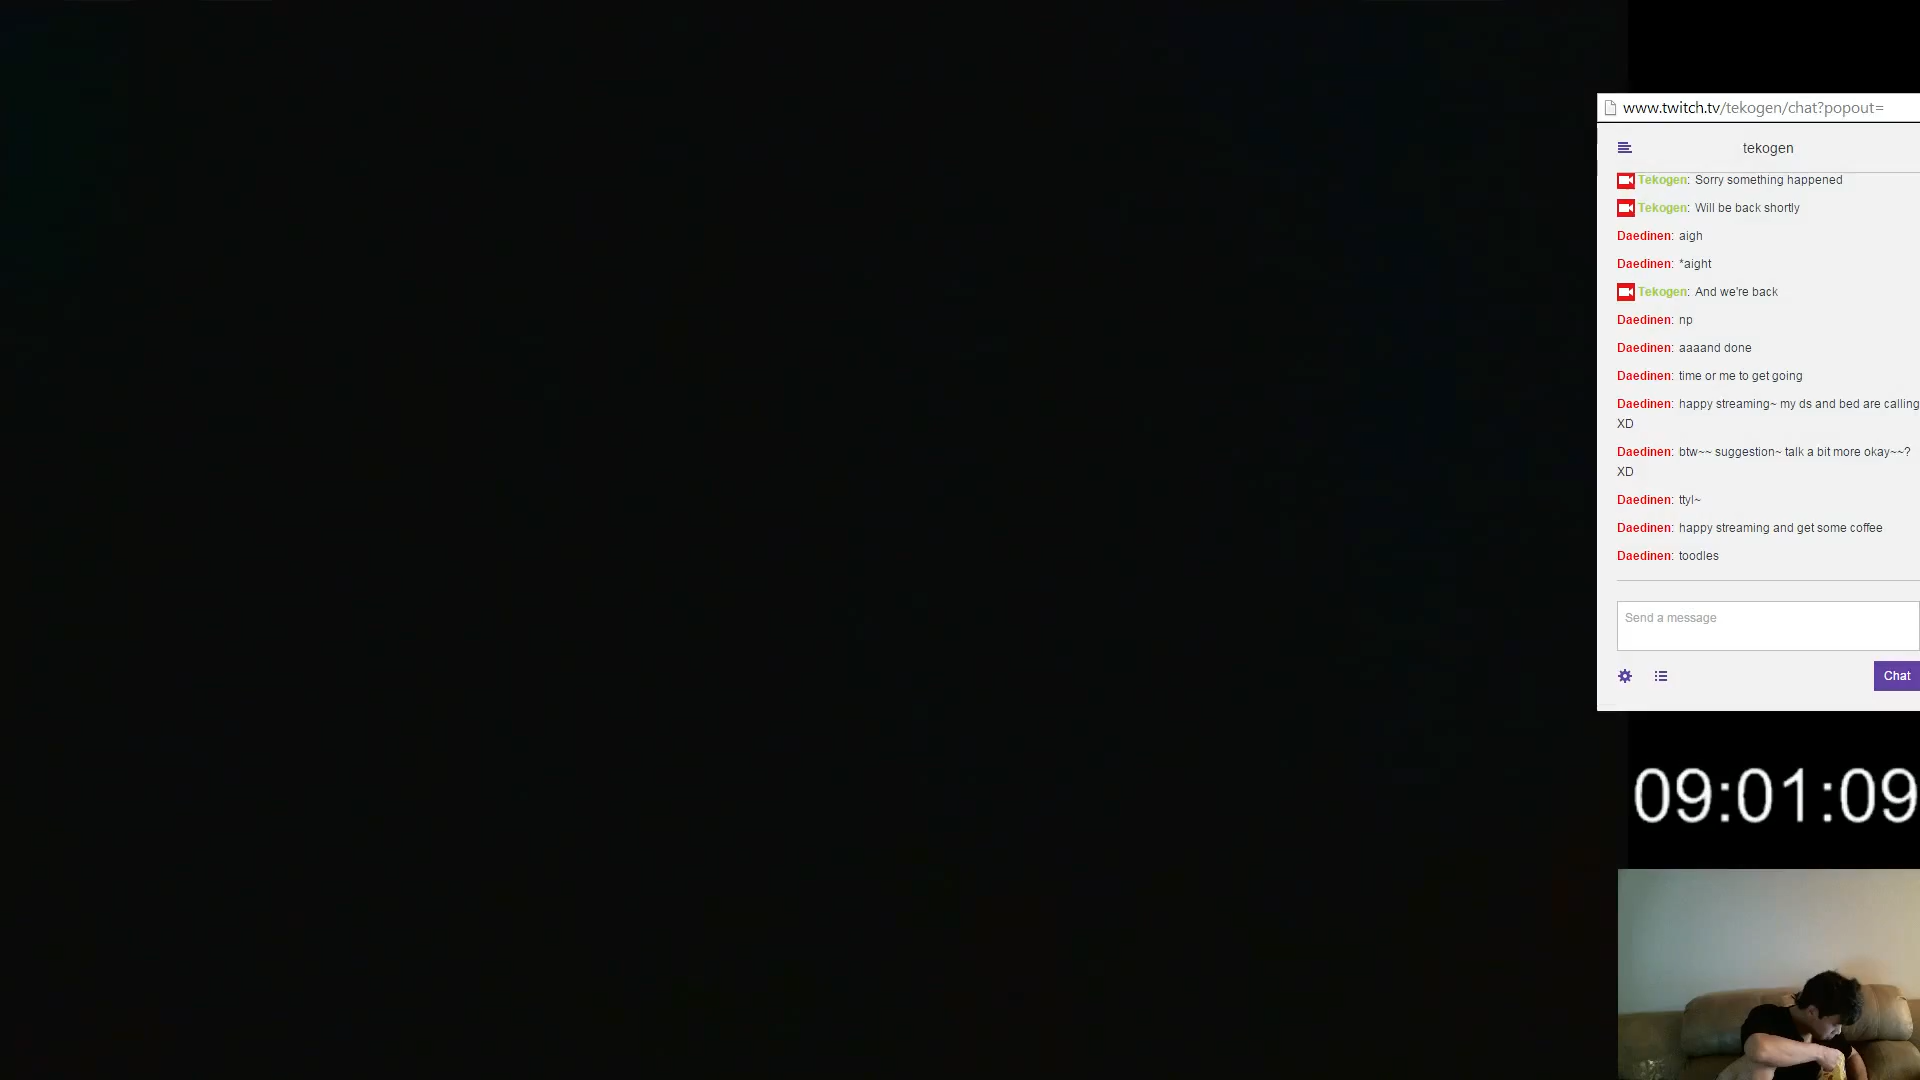 www.twitch.tv/tekogen/chat?popout=
tekogen
Tekogen: Sorry something happened
Tekogen: Will be back shortly
Daedinen: aigh
Daedinen: *aight
Tekogen: And we're back
Daedinen: np
Daedinen: aaaand done
Daedinen: time or me to get going
Daedinen: happy streaming~ my ds and bed are calling
XD
Daedinen: btw~~ suggestion~ talk a bit more okay~~?
XD
Daedinen: ttyl~
Daedinen: happy streaming and get some coffee
Daedinen: toodles
Send a message
Chat
09:01:09